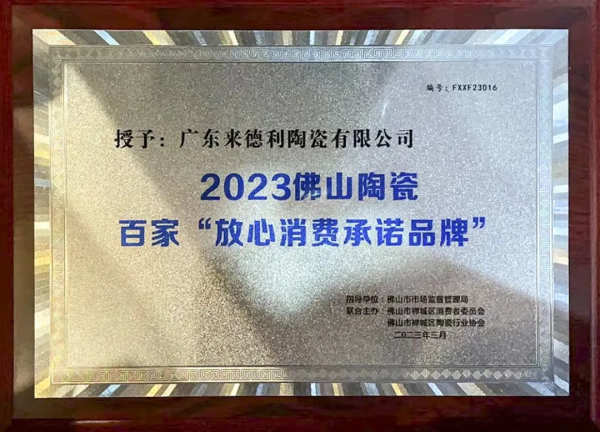 编号：FXXF23016
授予：广东来德利陶瓷有限公司
2023佛山陶瓷
百家“放心消费承诺品牌”
指导单位：佛山市市场监督管理局
联合主办：佛山市禅城区消费者委员会
佛山市禅城区陶瓷行业协会
二〇二三年三月